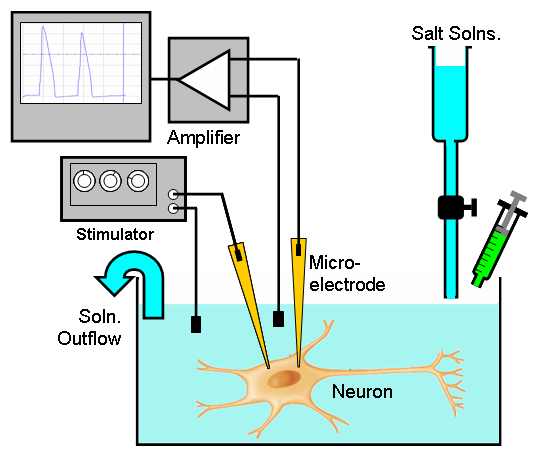 Salt Solns.
Amplifier
Stimulator
Micro-
electrode
Soln.
Outflow
Neuron